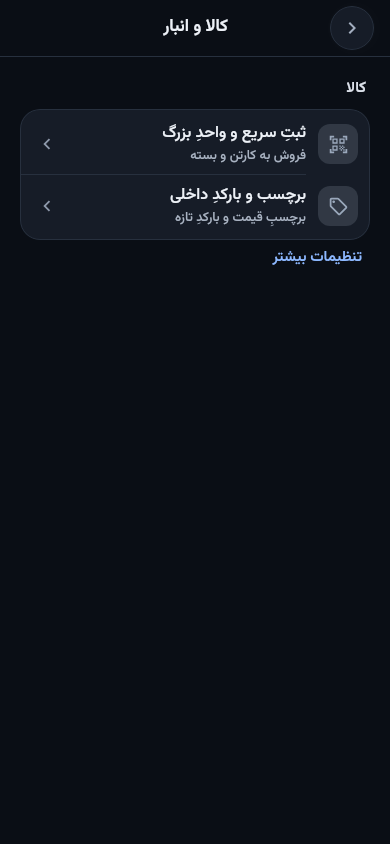 کالا و انبار
کالا
ثبتِ سریع و واحدِ بزرگ
فروش به کارتن و بسته
برچسب و بارکدِ داخلی
برچسبِ قیمت و بارکدِ تازه
تنظیمات بیشتر